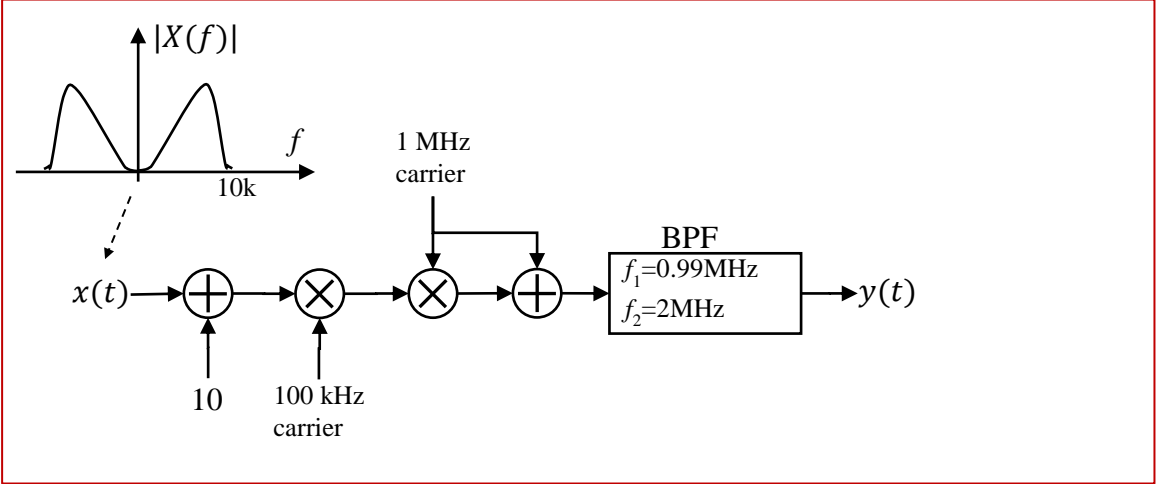 |X(f)|
f
10k
1 MHz
carrier
BPF
f₁=0.99MHz
f₂=2MHz
x(t)
y(t)
10
100 kHz
carrier